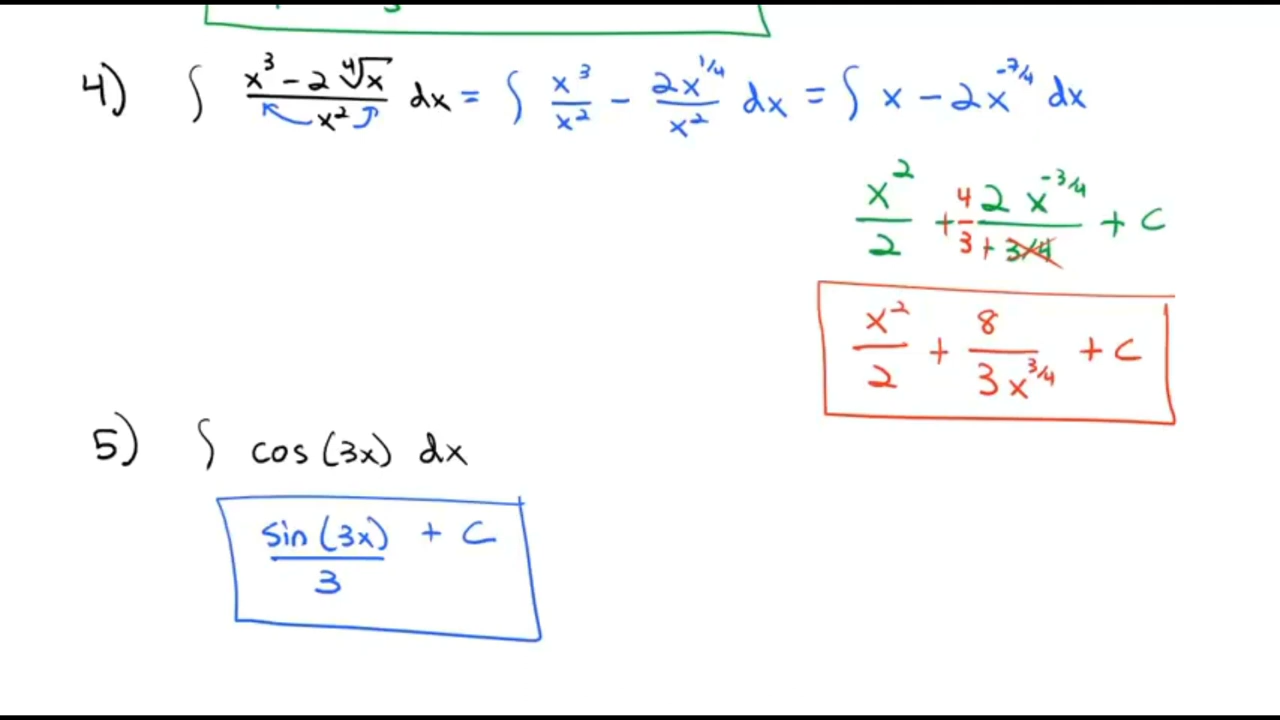 4) ∫ (x³ − 2 ∜x) / x² dx = ∫ x³/x² − 2x^(1/4)/x² dx = ∫ x − 2x^(-7/4) dx
x²/2 + 4/3 2x^(-3/4) / + 3/4 + C
x²/2 + 8/(3x^(3/4)) + C
5) ∫ cos(3x) dx
sin(3x)/3 + C